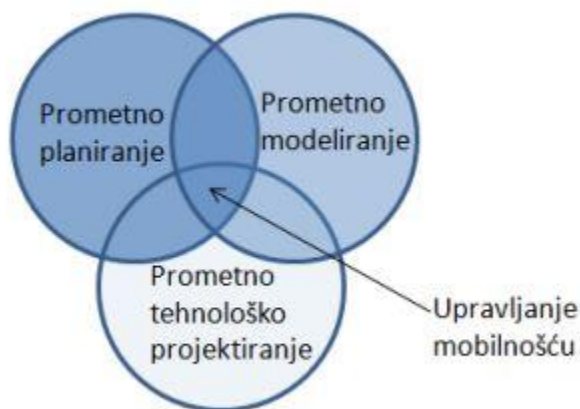 Prometno
planiranje
Prometno
modeliranje
Prometno
tehnološko
projektiranje
Upravljanje
mobilnošću